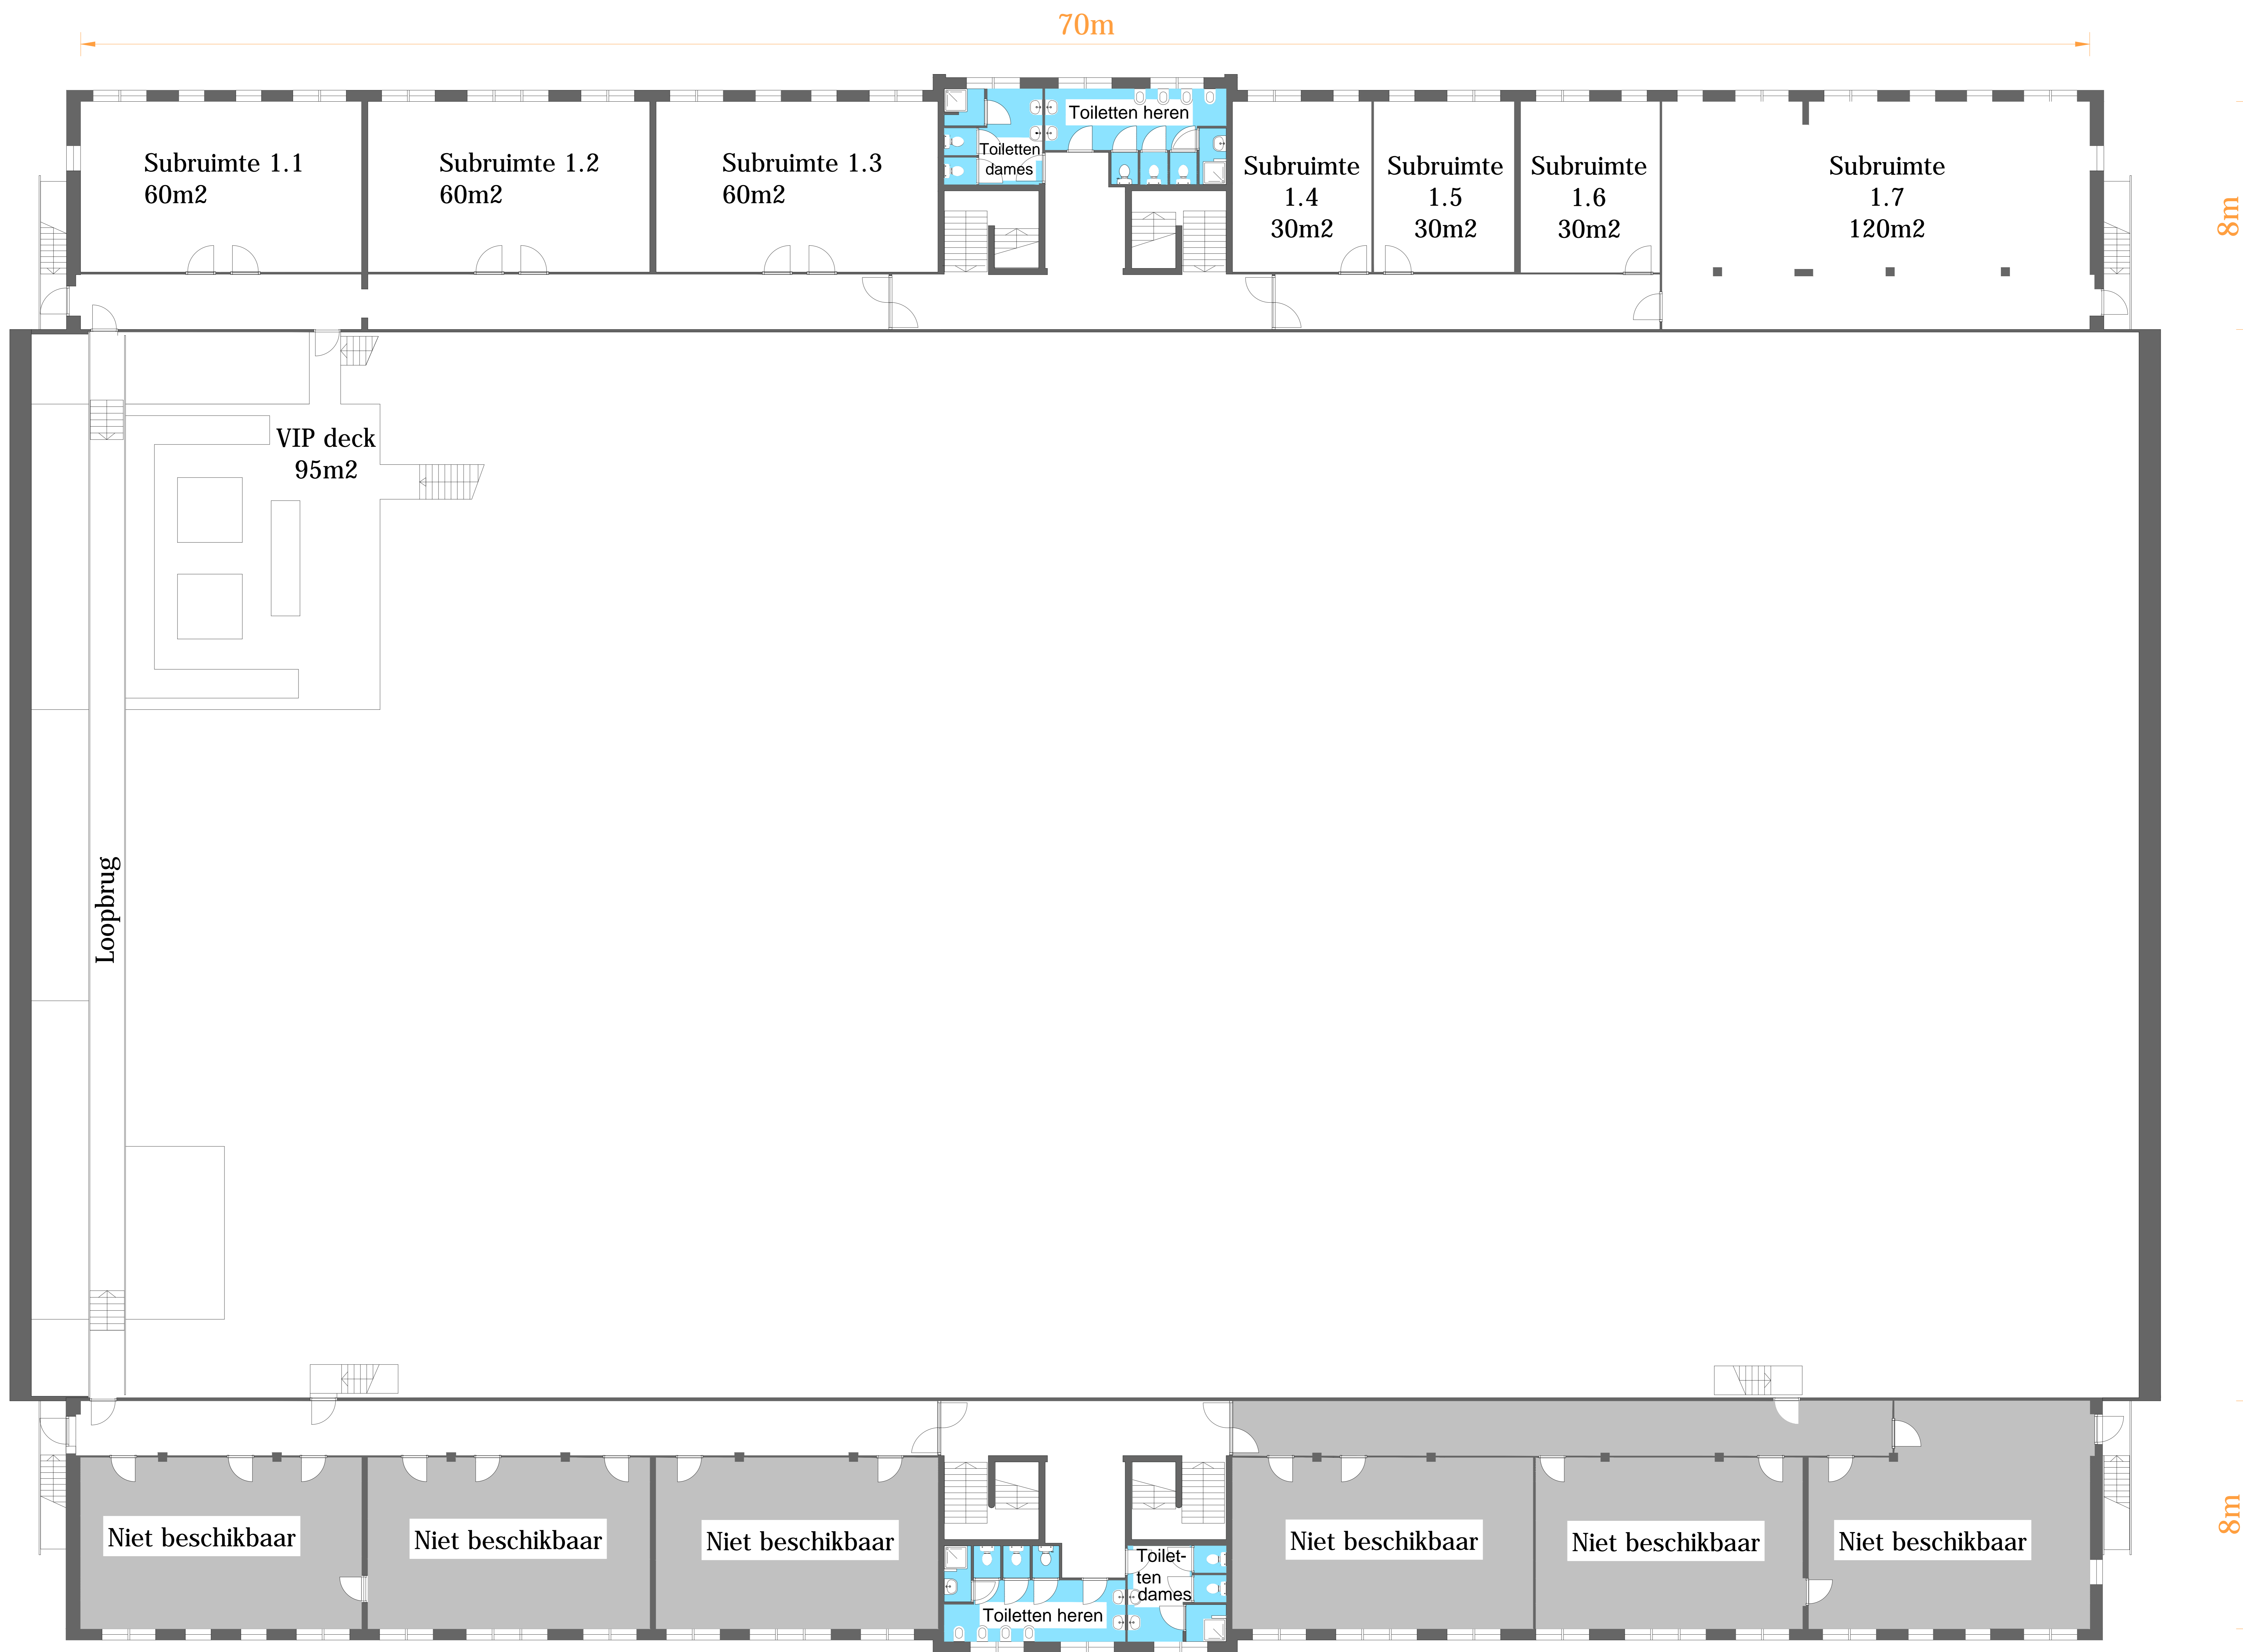 70m
Subruimte 1.1
60m2
Subruimte 1.2
60m2
Subruimte 1.3
60m2
Toiletten
dames
Toiletten heren
Subruimte
1.4
30m2
Subruimte
1.5
30m2
Subruimte
1.6
30m2
Subruimte
1.7
120m2
8m
VIP deck
95m2
Loopbrug
Niet beschikbaar
Niet beschikbaar
Niet beschikbaar
Toiletten heren
Toilet-
ten
dames
Niet beschikbaar
Niet beschikbaar
Niet beschikbaar
8m